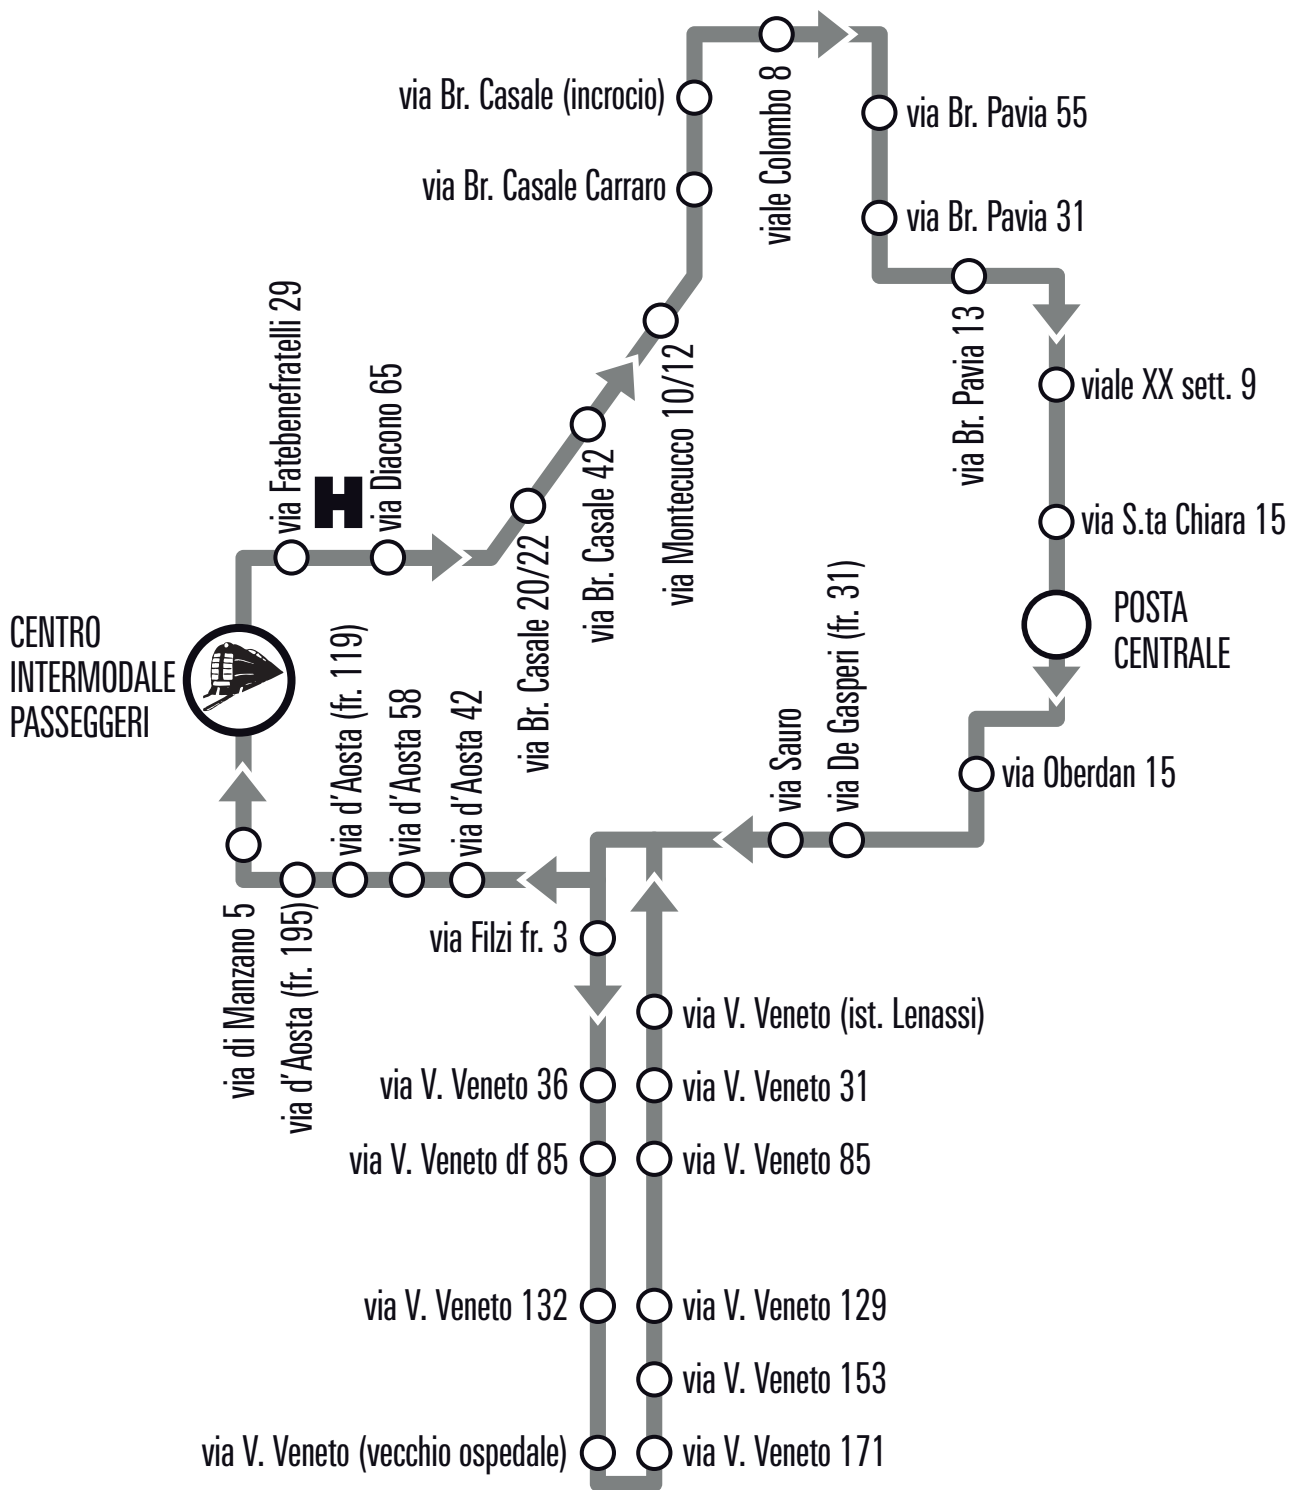 viale Colombo 8
via Br. Casale (incrocio)
via Br. Pavia 55
via Br. Casale Carraro
via Br. Pavia 31
via Fatebenefratelli 29
H
via Diacono 65
via Montecucco 10/12
via Br. Pavia 13
viale XX sett. 9
via Br. Casale 42
via Br. Casale 20/22
via S.ta Chiara 15
CENTRO
INTERMODALE
PASSEGGERI
POSTA
CENTRALE
via d'Aosta (fr. 119)
via d'Aosta 58
via d'Aosta 42
via Sauro
via De Gasperi (fr. 31)
via Oberdan 15
via di Manzano 5
via d'Aosta (fr. 195)
via Filzi fr. 3
via V. Veneto (ist. Lenassi)
via V. Veneto 36
via V. Veneto 31
via V. Veneto df 85
via V. Veneto 85
via V. Veneto 132
via V. Veneto 129
via V. Veneto 153
via V. Veneto (vecchio ospedale)
via V. Veneto 171